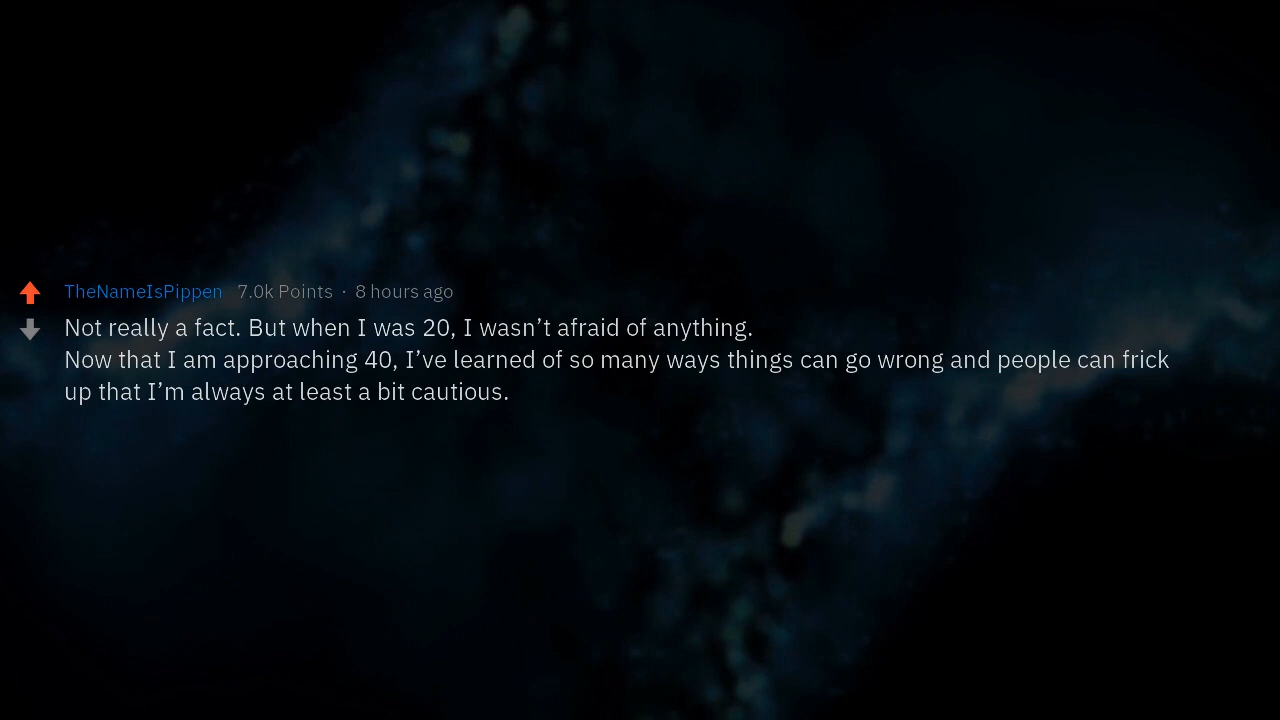 TheNameIsPippen 7.0k Points · 8 hours ago
Not really a fact. But when I was 20, I wasn’t afraid of anything.
Now that I am approaching 40, I’ve learned of so many ways things can go wrong and people can frick
up that I’m always at least a bit cautious.